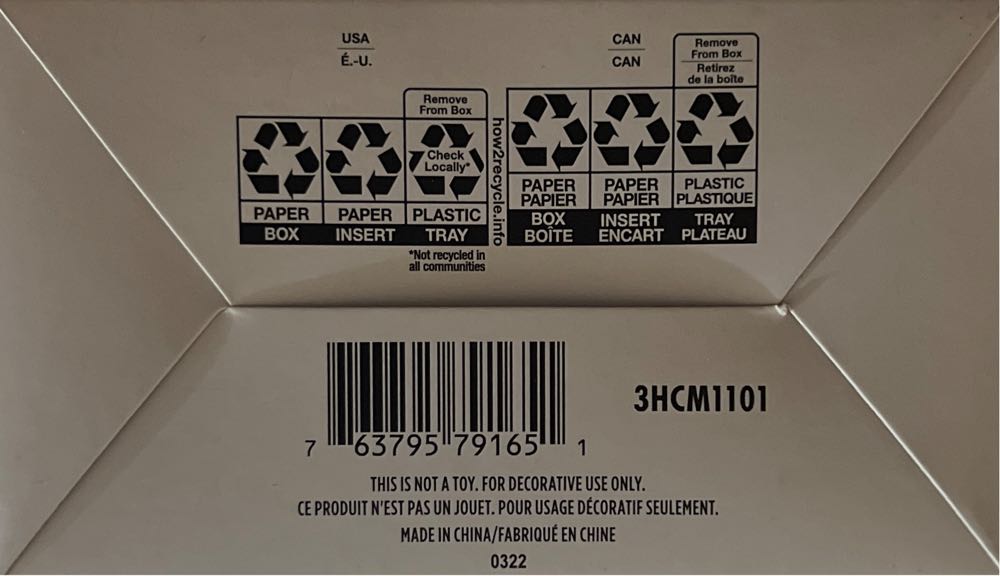 USA
É.-U.
Remove
From Box
Check
Locally*
PAPER
BOX
PAPER
INSERT
PLASTIC
TRAY
*Not recycled in
all communities
how2recycle.info
CAN
CAN
Remove
From Box
Retirez
de la boîte
PAPER
PAPIER
BOX
BOÎTE
PAPER
PAPIER
INSERT
ENCART
PLASTIC
PLASTIQUE
TRAY
PLATEAU
7 63795 79165 1
3HCM1101
THIS IS NOT A TOY. FOR DECORATIVE USE ONLY.
CE PRODUIT N'EST PAS UN JOUET. POUR USAGE DÉCORATIF SEULEMENT.
MADE IN CHINA/FABRIQUÉ EN CHINE
0322